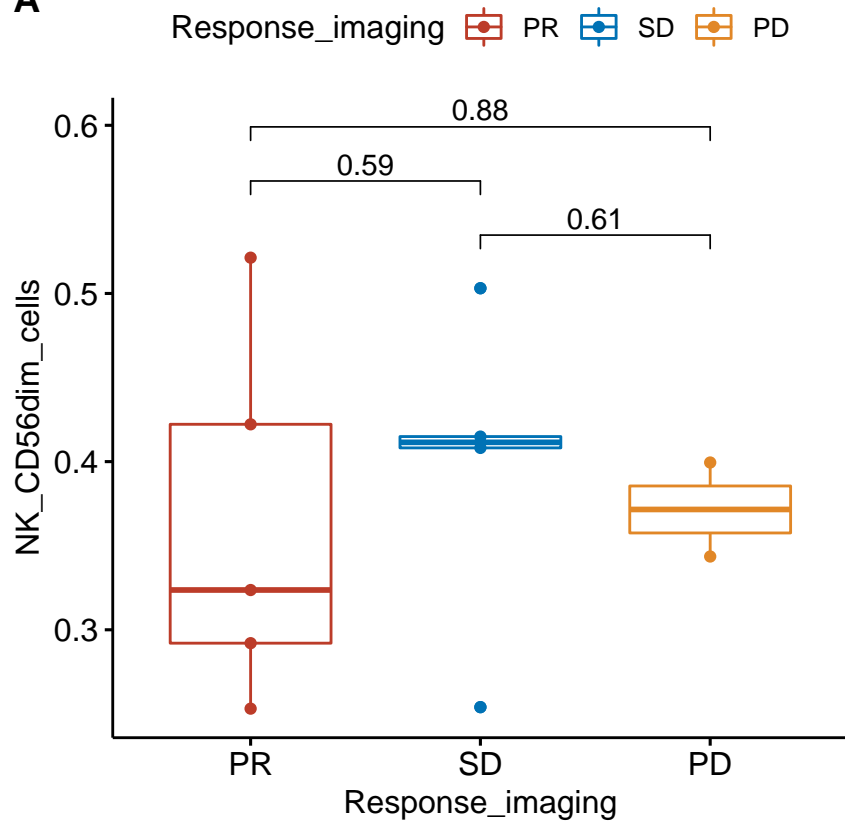 A
Response_imaging PR SD PD
0.6
0.5
0.4
0.3
NK_CD56dim_cells
0.88
0.59
0.61
PR SD PD
Response_imaging